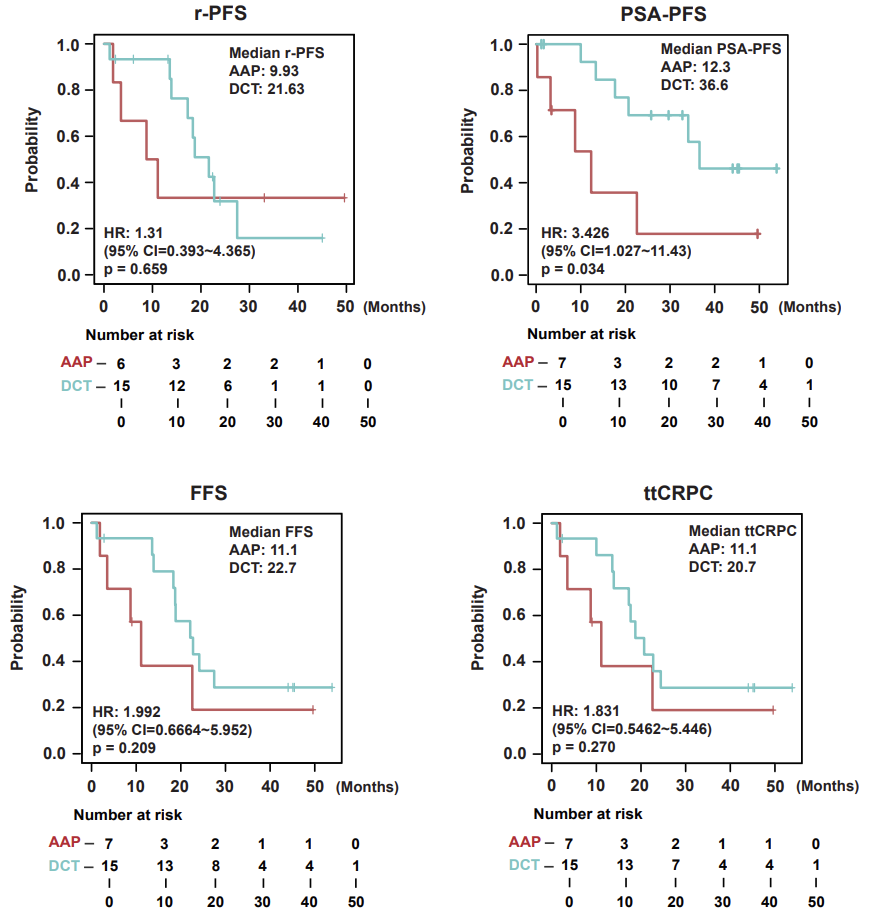 r-PFS
Median r-PFS
AAP: 9.93
DCT: 21.63
Probability
1.0
0.8
0.6
0.4
0.2
0.0
HR: 1.31
(95% CI=0.393~4.365)
p = 0.659
0 10 20 30 40 50 (Months)
Number at risk
AAP – 6 3 2 2 1 0
DCT – 15 12 6 1 1 0
0 10 20 30 40 50
PSA-PFS
Median PSA-PFS
AAP: 12.3
DCT: 36.6
Probability
1.0
0.8
0.6
0.4
0.2
0.0
HR: 3.426
(95% CI=1.027~11.43)
p = 0.034
0 10 20 30 40 50 (Months)
Number at risk
AAP – 7 3 2 2 1 0
DCT – 15 13 10 7 4 1
0 10 20 30 40 50
FFS
Median FFS
AAP: 11.1
DCT: 22.7
Probability
1.0
0.8
0.6
0.4
0.2
0.0
HR: 1.992
(95% CI=0.6664~5.952)
p = 0.209
0 10 20 30 40 50 (Months)
Number at risk
AAP – 7 3 2 1 1 0
DCT – 15 13 8 4 4 1
0 10 20 30 40 50
ttCRPC
Median ttCRPC
AAP: 11.1
DCT: 20.7
Probability
1.0
0.8
0.6
0.4
0.2
0.0
HR: 1.831
(95% CI=0.5462~5.446)
p = 0.270
0 10 20 30 40 50 (Months)
Number at risk
AAP – 7 3 2 1 1 0
DCT – 15 13 7 4 4 1
0 10 20 30 40 50